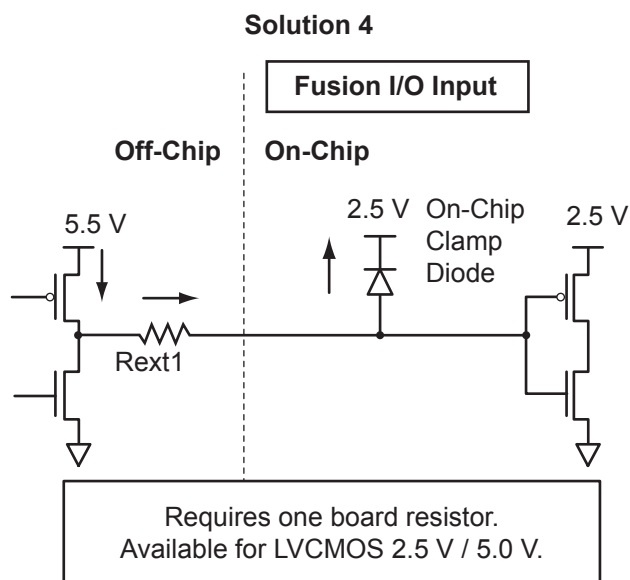 Solution 4
Fusion I/O Input
Off-Chip
On-Chip
5.5 V
2.5 V
On-Chip
Clamp
Diode
2.5 V
Rext1
Requires one board resistor.
Available for LVCMOS 2.5 V / 5.0 V.